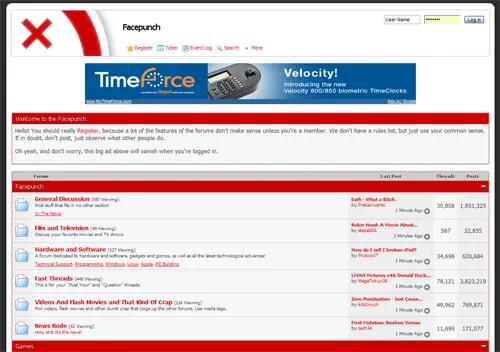 Facepunch
User Name ******** Log in
Register Ticker Event Log Search More
TimeForce Velocity!
Introducing the new
Velocity 800/850 biometric TimeClocks
www.MyTimeForce.com Ads by Google
Welcome to the Facepunch.
Hello! You should really Register, because a lot of the features of the forums don't make sense unless you're a member. We don't have a rules list, but just use your common sense.
If in doubt, don't post, just observe what other people do.
Oh yeah, and don't worry, this big ad above will vanish when you're logged in.
Forum Last Post Threads Posts
Facepunch
General Discussion (597 Viewing)
Post stuff that fits in no other section
In The News
Eath - What a Bitch.
by
1 Minute Ago
30,808 1,951,325
Film and Television (49 Viewing)
Discuss your favorite movies and TV shows
Robin Hood: A Movie About...
by
1 Minute Ago
587 32,855
Hardware and Software (127 Viewing)
A forum dedicated to hardware and software, gadgets and gizmos, as well as all the latest technological advances!
Technical Support, Programming, Windows, Linux, Apple, PC Building
How do I sell I broken iPod?
by
1 Minute Ago
34,698 620,684
Fast Threads (448 Viewing)
This is for your "Post Your" and "Question" threads.
LMAO Pictures v46 Donald Duck...
by MegaTokyo38
1 Minute Ago
78,121 3,823,219
Videos And Flash Movies and That Kind Of Crap (116 Viewing)
For videos, flash movies and other dumb crap that clogs up the other forums. Use media tags.
Zero Punctuation - Just Cause...
by
1 Minute Ago
49,962 769,871
News Node (42 Viewing)
Holy shit! It's the news!
First Flotation: Realism Versus
by
1 Minute Ago
11,699 171,077
Games